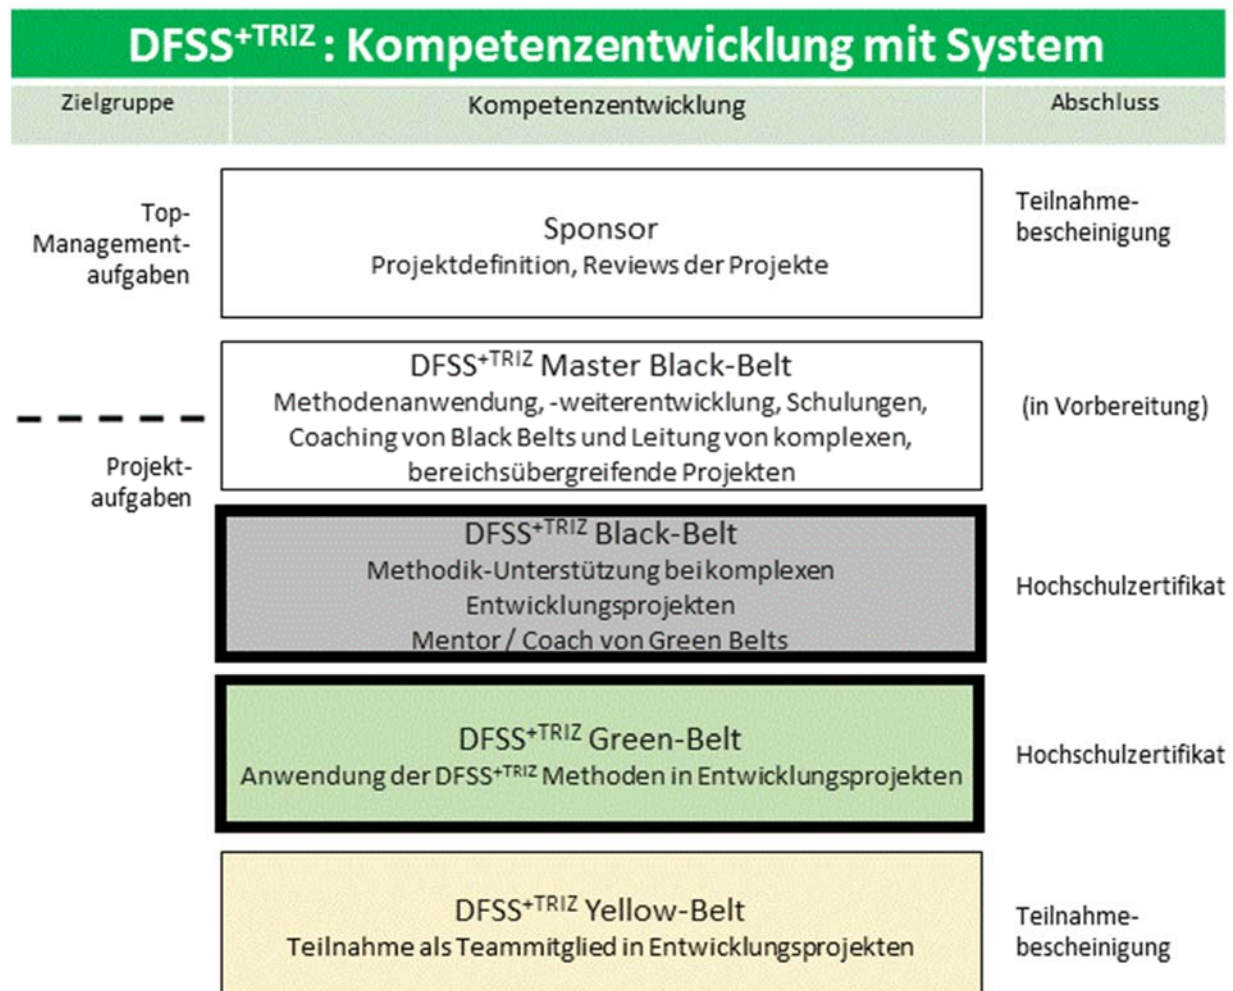 DFSS+TRIZ : Kompetenzentwicklung mit System
Zielgruppe
Kompetenzentwicklung
Abschluss
Top-
Management-
aufgaben
Sponsor
Projektdefinition, Reviews der Projekte
Teilnahme-
bescheinigung
DFSS+TRIZ Master Black-Belt
Methodenanwendung, -weiterentwicklung, Schulungen,
Coaching von Black Belts und Leitung von komplexen,
bereichsübergreifende Projekten
(in Vorbereitung)
Projekt-
aufgaben
DFSS+TRIZ Black-Belt
Methodik-Unterstützung bei komplexen
Entwicklungsprojekten
Mentor / Coach von Green Belts
Hochschulzertifikat
DFSS+TRIZ Green-Belt
Anwendung der DFSS+TRIZ Methoden in Entwicklungsprojekten
Hochschulzertifikat
DFSS+TRIZ Yellow-Belt
Teilnahme als Teammitglied in Entwicklungsprojekten
Teilnahme-
bescheinigung